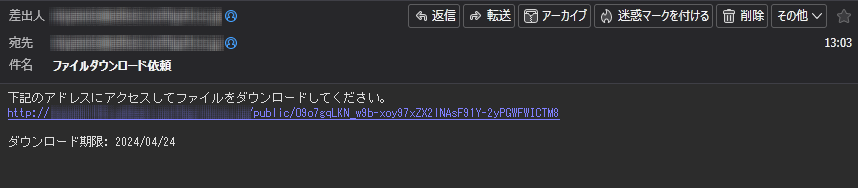 差出人
返信 転送 アーカイブ 迷惑マークを付ける 削除 その他
宛先 13:03
件名 ファイルダウンロード依頼
下記のアドレスにアクセスしてファイルをダウンロードしてください。
http:// /public/O9o7gqLKN_w9b-xoy97xZX2lNAsF91Y-2yPGWFWICTM8
ダウンロード期限: 2024/04/24